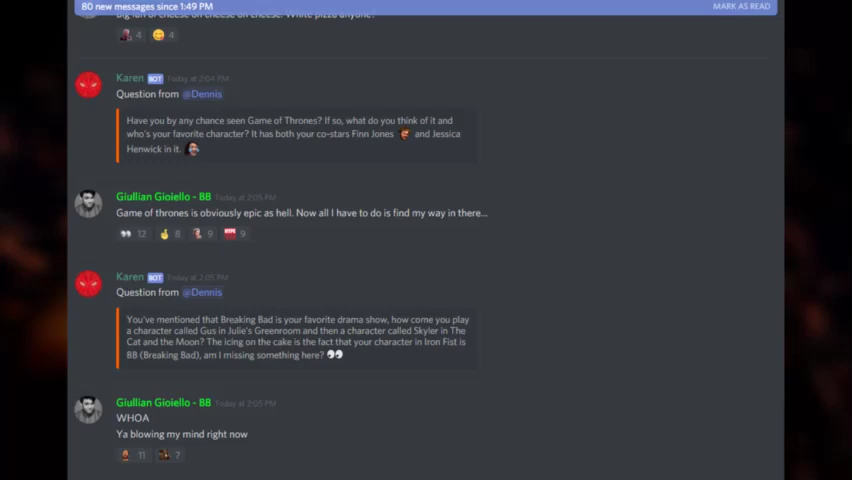 80 new messages since 1:49 PM
MARK AS READ
Big fan of cheese on cheese on cheese. White pizza anyone?
4 4
Karen BOT Today at 2:04 PM
Question from @Dennis
Have you by any chance seen Game of Thrones? If so, what do you think of it and
who's your favorite character? It has both your co-stars Finn Jones and Jessica
Henwick in it.
Giullian Gioiello - BB Today at 2:05 PM
Game of thrones is obviously epic as hell. Now all I have to do is find my way in there...
12 8 9 HYPE 9
Karen BOT Today at 2:05 PM
Question from @Dennis
You've mentioned that Breaking Bad is your favorite drama show, how come you play
a character called Gus in Julie's Greenroom and then a character called Skyler in The
Cat and the Moon? The icing on the cake is the fact that your character in Iron Fist is
BB (Breaking Bad), am I missing something here?
Giullian Gioiello - BB Today at 2:05 PM
WHOA
Ya blowing my mind right now
11 7